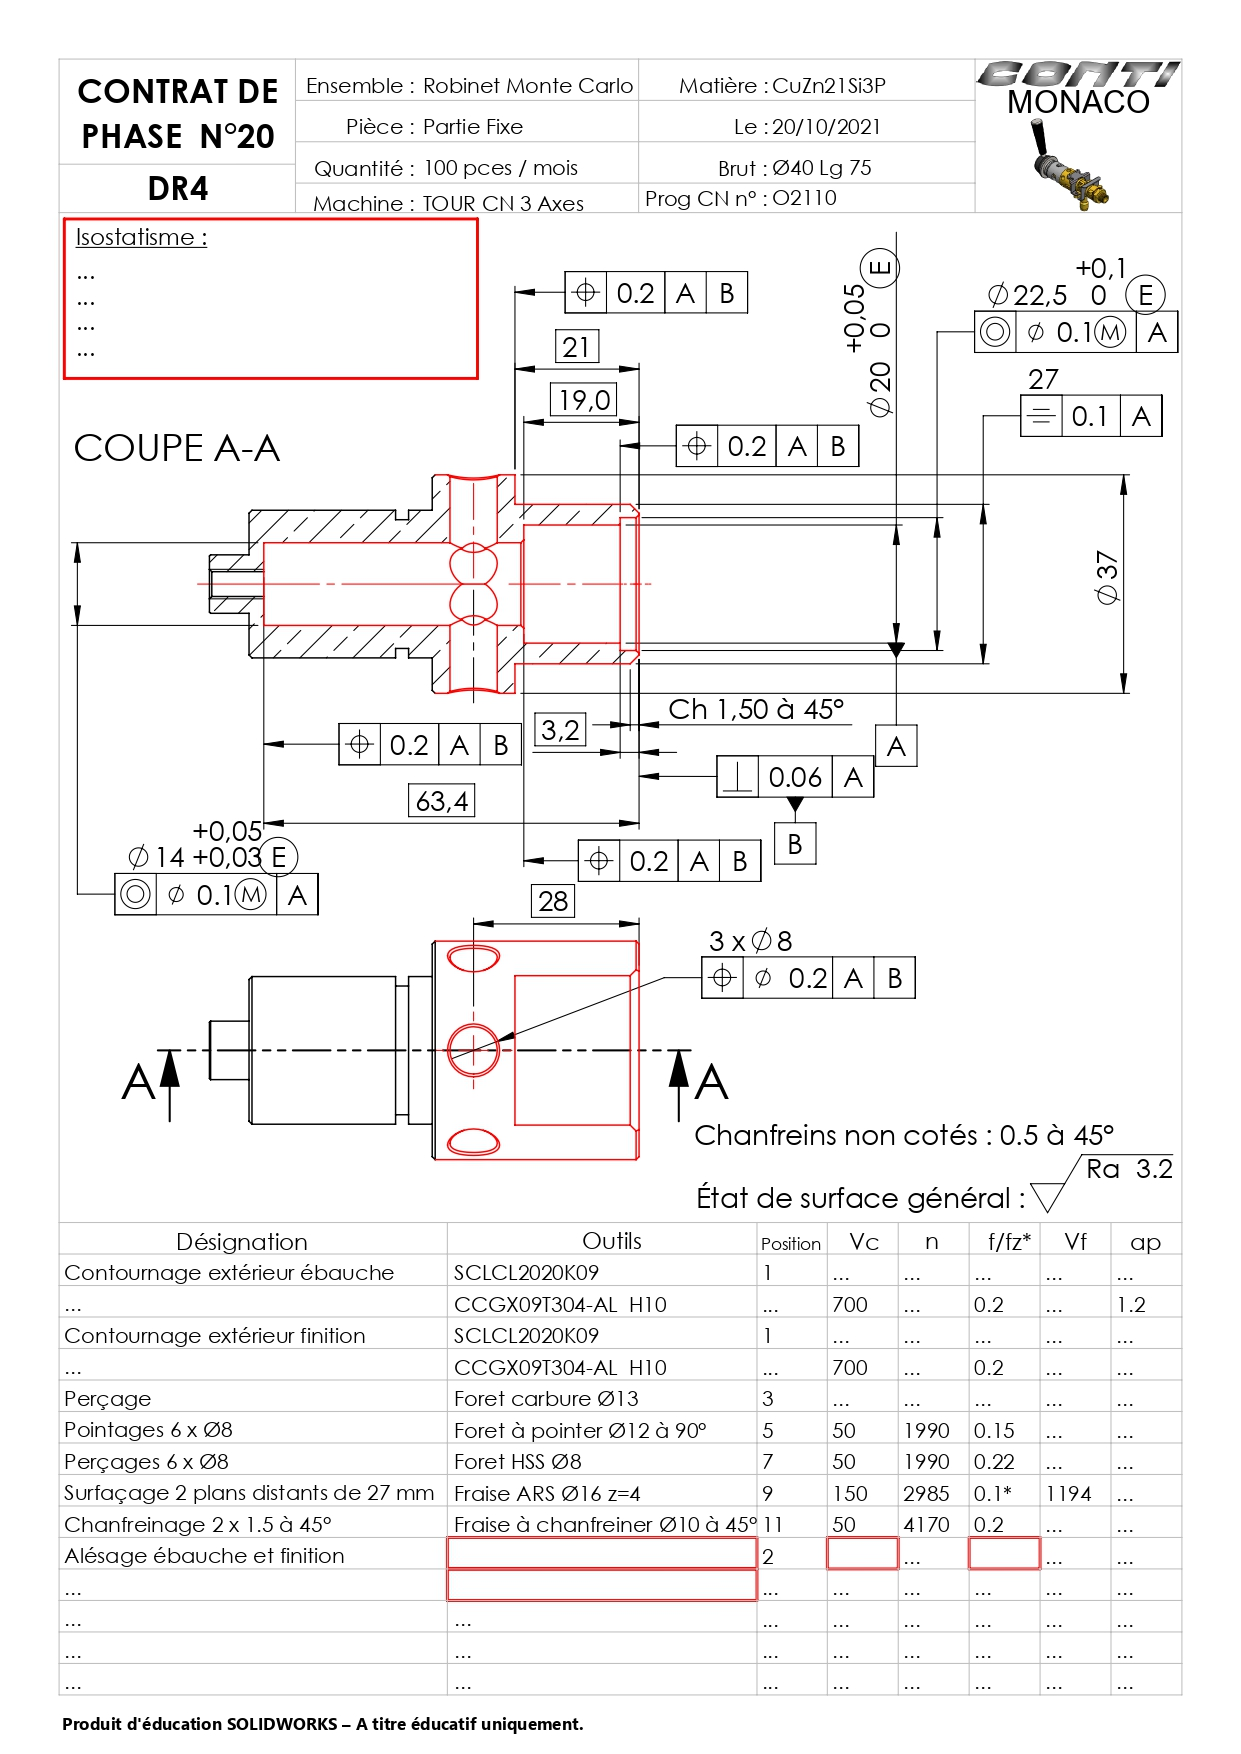 CONTRAT DE
PHASE N°20
DR4
Ensemble : Robinet Monte Carlo
Pièce : Partie Fixe
Quantité : 100 pces / mois
Machine : TOUR CN 3 Axes
Matière : CuZn21Si3P
Le : 20/10/2021
Brut : Ø40 Lg 75
Prog CN n° : O2110
CONTI
MONACO
Isostatisme :
...
...
...
...
0.2 A B
21
19,0
0.2 A B
Ø20 +0,05 0 E
+0,1
Ø22,5 0 E
Ø 0.1 M A
27
0.1 A
COUPE A-A
Ø37
Ch 1,50 à 45°
3,2
0.2 A B
A
0.06 A
63,4
B
+0,05
Ø14 +0,03 E
Ø 0.1 M A
0.2 A B
28
3 x Ø8
Ø 0.2 A B
A A
Chanfreins non cotés : 0.5 à 45°
Ra 3.2
État de surface général :
Désignation Outils Position Vc n f/fz* Vf ap
Contournage extérieur ébauche SCLCL2020K09 1 ... ... ... ... ...
... CCGX09T304-AL H10 ... 700 ... 0.2 ... 1.2
Contournage extérieur finition SCLCL2020K09 1 ... ... ... ... ...
... CCGX09T304-AL H10 ... 700 ... 0.2 ... ...
Perçage Foret carbure Ø13 3 ... ... ... ... ...
Pointages 6 x Ø8 Foret à pointer Ø12 à 90° 5 50 1990 0.15 ... ...
Perçages 6 x Ø8 Foret HSS Ø8 7 50 1990 0.22 ... ...
Surfaçage 2 plans distants de 27 mm Fraise ARS Ø16 z=4 9 150 2985 0.1* 1194 ...
Chanfreinage 2 x 1.5 à 45° Fraise à chanfreiner Ø10 à 45° 11 50 4170 0.2 ... ...
Alésage ébauche et finition 2 ... ... ...
... ... ... ... ... ... ...
... ... ... ... ... ... ... ...
... ... ... ... ... ... ... ...
... ... ... ... ... ... ... ...
Produit d'éducation SOLIDWORKS – A titre éducatif uniquement.